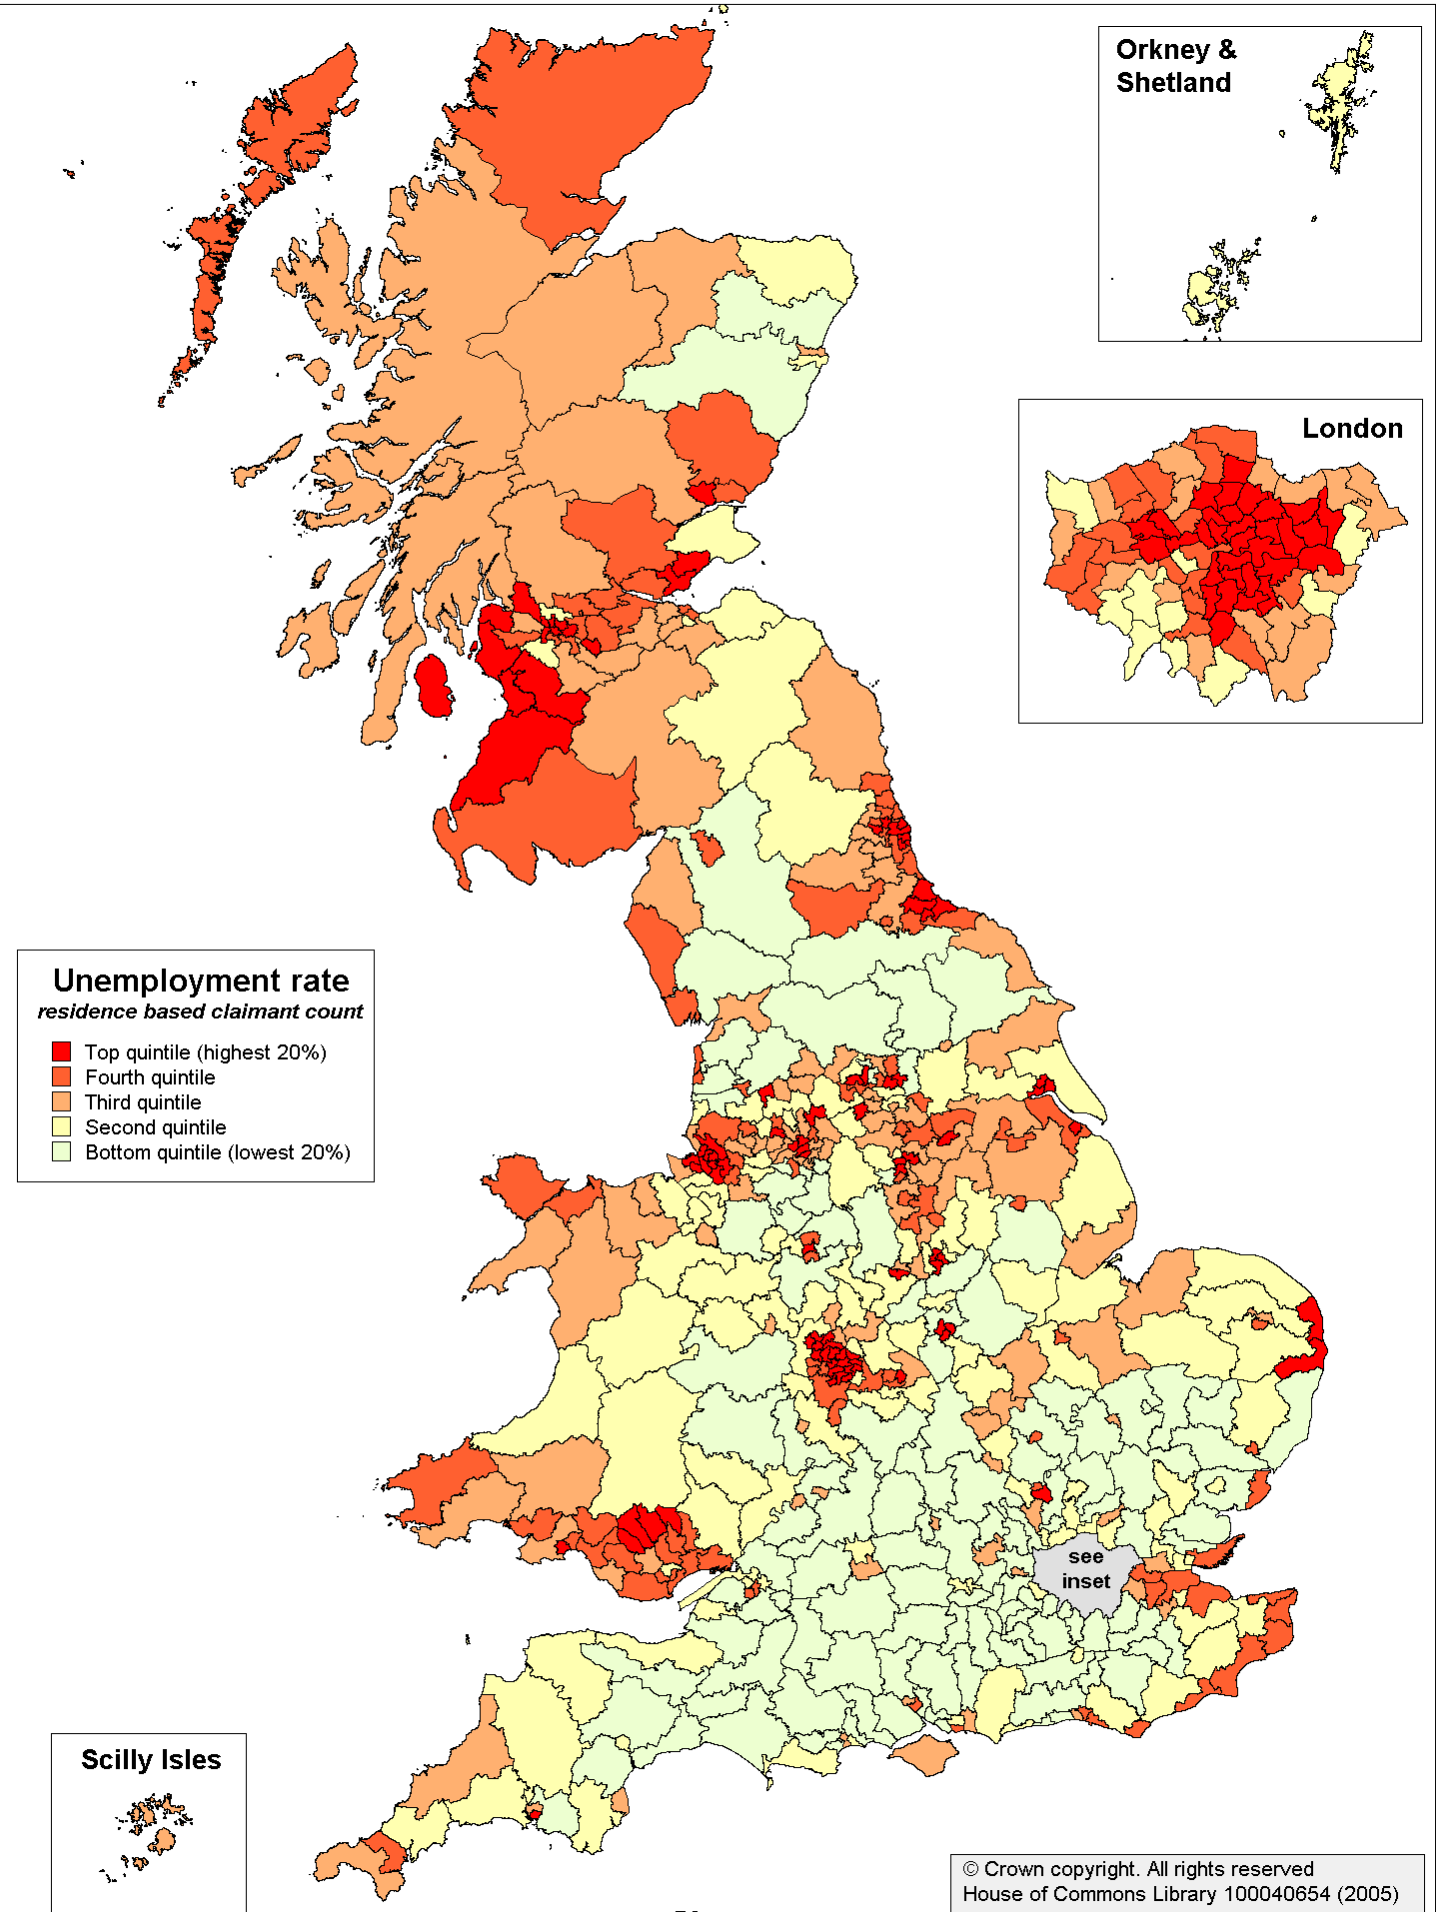 Orkney &
Shetland
London
Unemployment rate
residence based claimant count
Top quintile (highest 20%)
Fourth quintile
Third quintile
Second quintile
Bottom quintile (lowest 20%)
see
inset
Scilly Isles
© Crown copyright. All rights reserved
House of Commons Library 100040654 (2005)